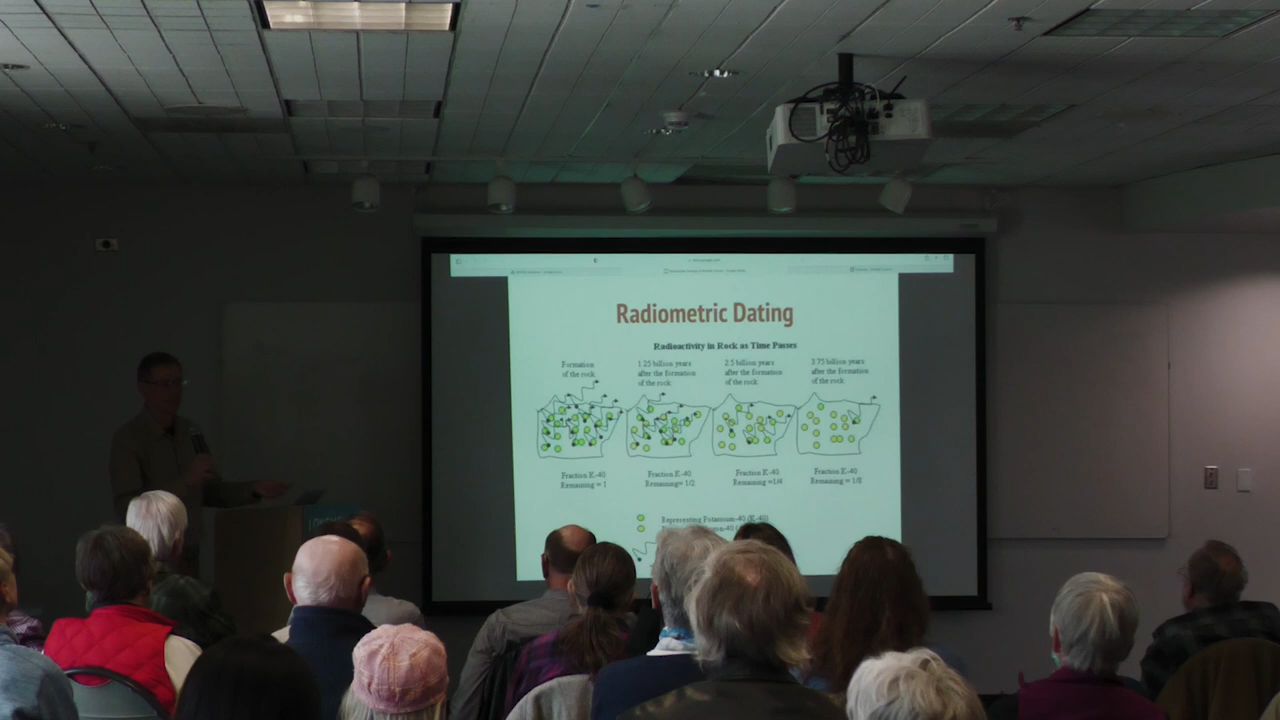 Radiometric Dating
Radioactivity in Rock as Time Passes
Formation
of the rock
1.25 billion years
after the formation
of the rock
2.5 billion years
after the formation
of the rock
3.75 billion years
after the formation
of the rock
Fraction K-40
Remaining = 1
Fraction K-40
Remaining= 1/2
Fraction K-40
Remaining =1/4
Fraction K-40
Remaining = 1/8
Representing Potassium-40 (K-40)